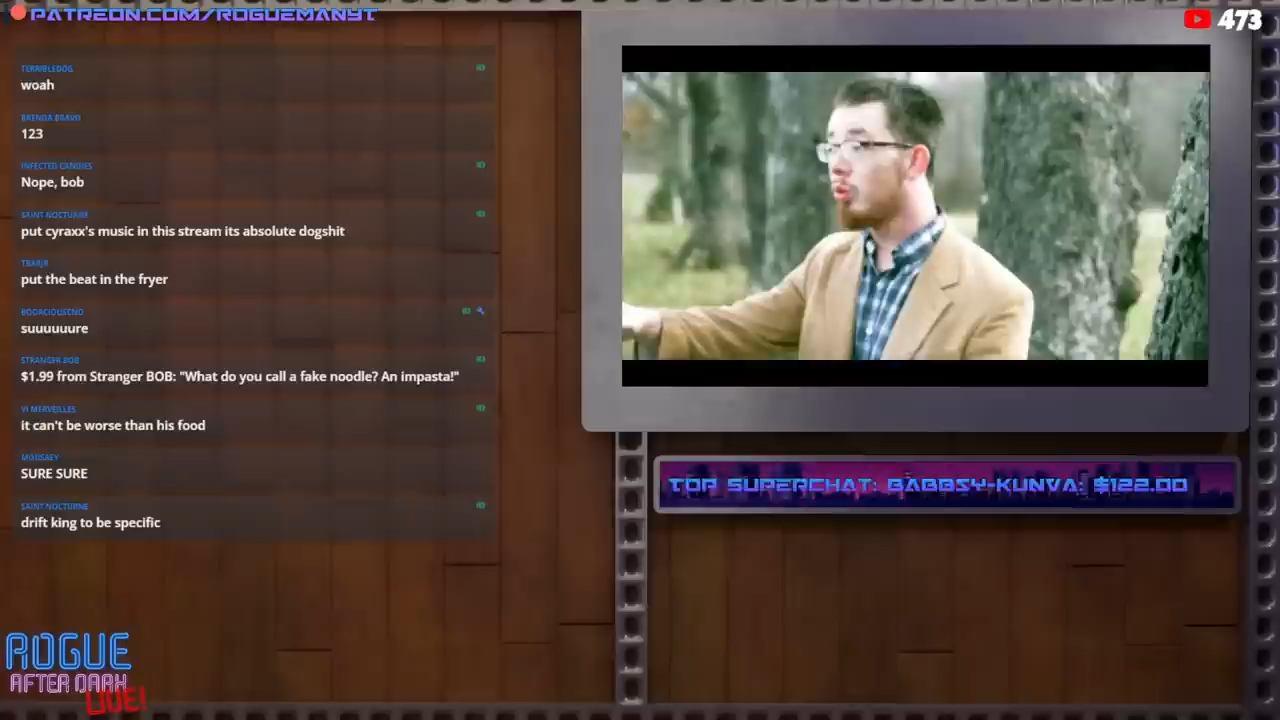 PATREON.COM/ROGUEMANYT
473
TERRIBLEDOG
woah
BRENDA BRAVO
123
INFECTED CANDIES
Nope, bob
SAINT NOCTURNE
put cyraxx's music in this stream its absolute dogshit
put the beat in the fryer
BODACIOUSCNO
suuuuuure
STRANGER BOB
$1.99 from Stranger BOB: "What do you call a fake noodle? An impasta!"
VI MERVEILLES
it can't be worse than his food
SURE SURE
SAINT NOCTURNE
drift king to be specific
TOP SUPERCHAT: BABBSY-KUNVA: $122.00
ROGUE
AFTER DARK
LIVE!